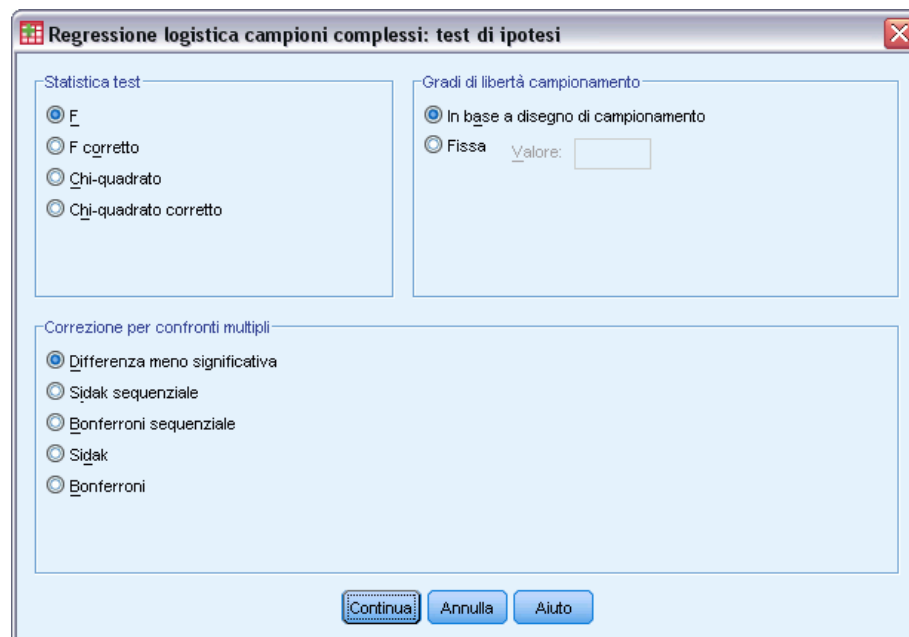 Regressione logistica campioni complessi: test di ipotesi
Statistica test
F
F corretto
Chi-quadrato
Chi-quadrato corretto
Gradi di libertà campionamento
In base a disegno di campionamento
Fissa Valore:
Correzione per confronti multipli
Differenza meno significativa
Sidak sequenziale
Bonferroni sequenziale
Sidak
Bonferroni
Continua Annulla Aiuto